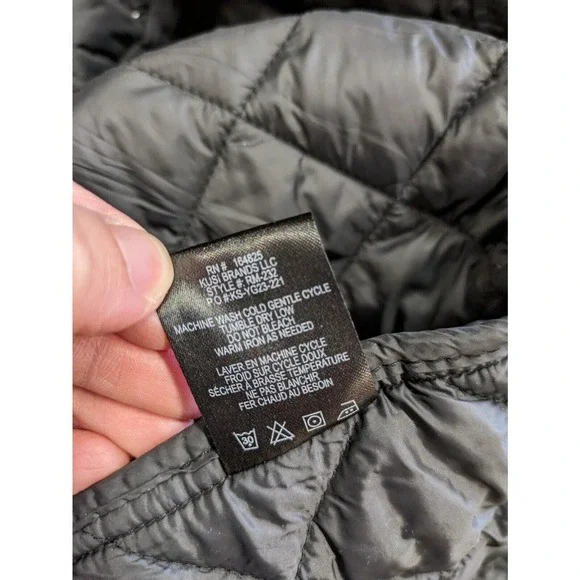 RN # 164825
KUSI BRANDS LLC
STYLE # RM-232
P.O #KS-YG23-221
MACHINE WASH COLD GENTLE CYCLE
TUMBLE DRY LOW
DO NOT BLEACH
WARM IRON AS NEEDED
LAVER EN MACHINE CYCLE
FROID SUR CYCLE DOUX
SÉCHER À BRASSE TEMPÉRATURE
NE PAS BLANCHIR
FER CHAUD AU BESOIN
30